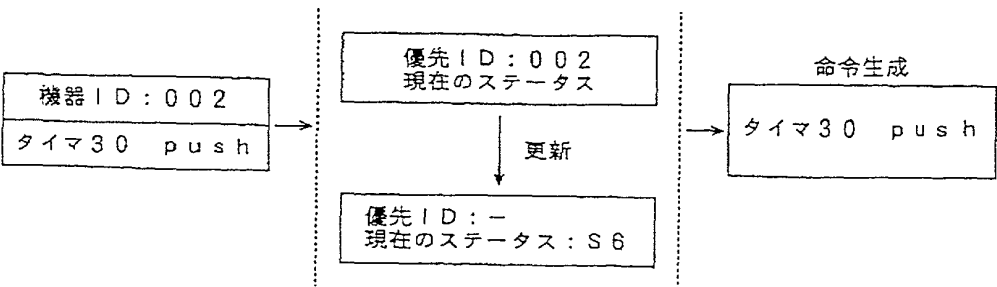 機器ID:002
タイマ30 push
優先ID:002
現在のステータス
更新
優先ID:-
現在のステータス:S6
命令生成
タイマ30 push